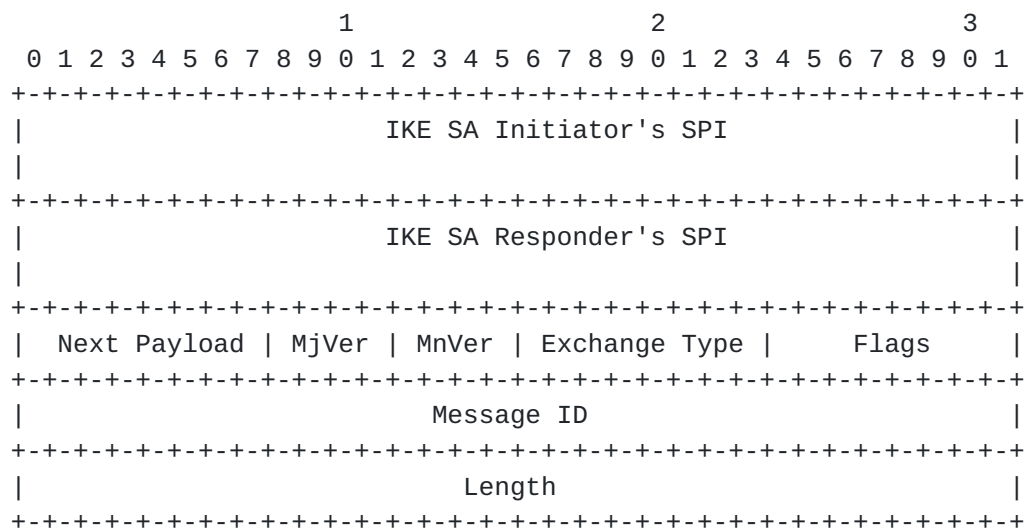 1                   2                   3
 0 1 2 3 4 5 6 7 8 9 0 1 2 3 4 5 6 7 8 9 0 1 2 3 4 5 6 7 8 9 0 1
+-+-+-+-+-+-+-+-+-+-+-+-+-+-+-+-+-+-+-+-+-+-+-+-+-+-+-+-+-+-+-+-+
|                       IKE SA Initiator's SPI                  |
|                                                               |
+-+-+-+-+-+-+-+-+-+-+-+-+-+-+-+-+-+-+-+-+-+-+-+-+-+-+-+-+-+-+-+-+
|                       IKE SA Responder's SPI                  |
|                                                               |
+-+-+-+-+-+-+-+-+-+-+-+-+-+-+-+-+-+-+-+-+-+-+-+-+-+-+-+-+-+-+-+-+
|  Next Payload | MjVer | MnVer | Exchange Type |     Flags     |
+-+-+-+-+-+-+-+-+-+-+-+-+-+-+-+-+-+-+-+-+-+-+-+-+-+-+-+-+-+-+-+-+
|                          Message ID                           |
+-+-+-+-+-+-+-+-+-+-+-+-+-+-+-+-+-+-+-+-+-+-+-+-+-+-+-+-+-+-+-+-+
|                            Length                             |
+-+-+-+-+-+-+-+-+-+-+-+-+-+-+-+-+-+-+-+-+-+-+-+-+-+-+-+-+-+-+-+-+